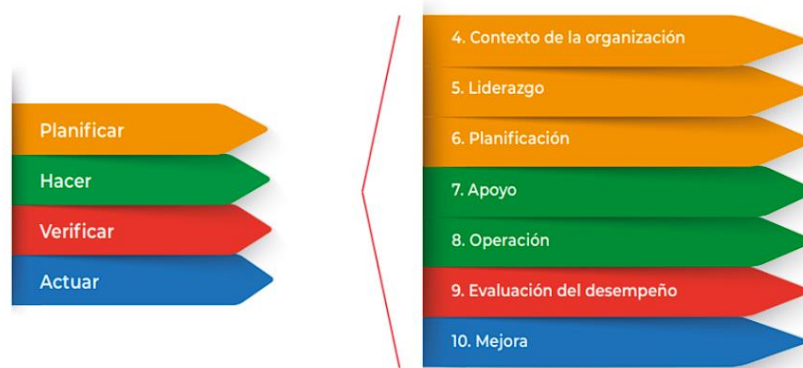 Planificar
Hacer
Verificar
Actuar
4. Contexto de la organización
5. Liderazgo
6. Planificación
7. Apoyo
8. Operación
9. Evaluación del desempeño
10. Mejora